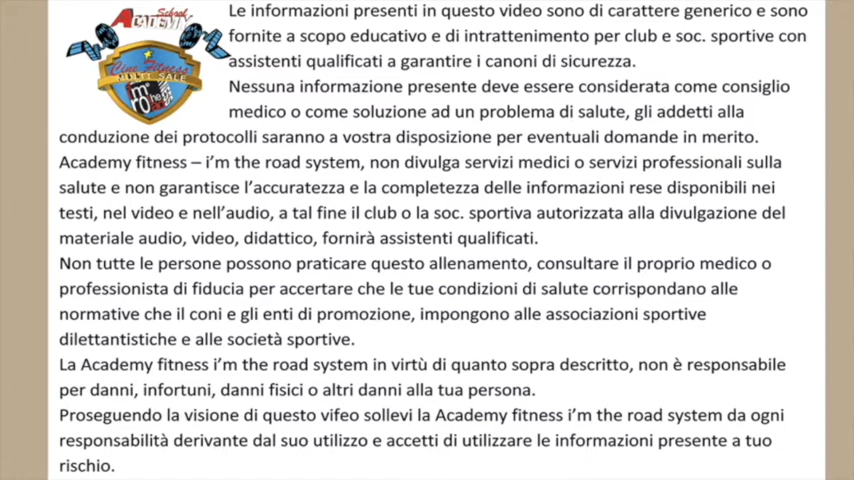 School
ACADEMY
Cine Fitness
MULTI SALE
Le informazioni presenti in questo video sono di carattere generico e sono
fornite a scopo educativo e di intrattenimento per club e soc. sportive con
assistenti qualificati a garantire i canoni di sicurezza.
Nessuna informazione presente deve essere considerata come consiglio
medico o come soluzione ad un problema di salute, gli addetti alla
conduzione dei protocolli saranno a vostra disposizione per eventuali domande in merito.
Academy fitness – i’m the road system, non divulga servizi medici o servizi professionali sulla
salute e non garantisce l’accuratezza e la completezza delle informazioni rese disponibili nei
testi, nel video e nell’audio, a tal fine il club o la soc. sportiva autorizzata alla divulgazione del
materiale audio, video, didattico, fornirà assistenti qualificati.
Non tutte le persone possono praticare questo allenamento, consultare il proprio medico o
professionista di fiducia per accertare che le tue condizioni di salute corrispondano alle
normative che il coni e gli enti di promozione, impongono alle associazioni sportive
dilettantistiche e alle società sportive.
La Academy fitness i’m the road system in virtù di quanto sopra descritto, non è responsabile
per danni, infortuni, danni fisici o altri danni alla tua persona.
Proseguendo la visione di questo vifeo sollevi la Academy fitness i’m the road system da ogni
responsabilità derivante dal suo utilizzo e accetti di utilizzare le informazioni presente a tuo
rischio.